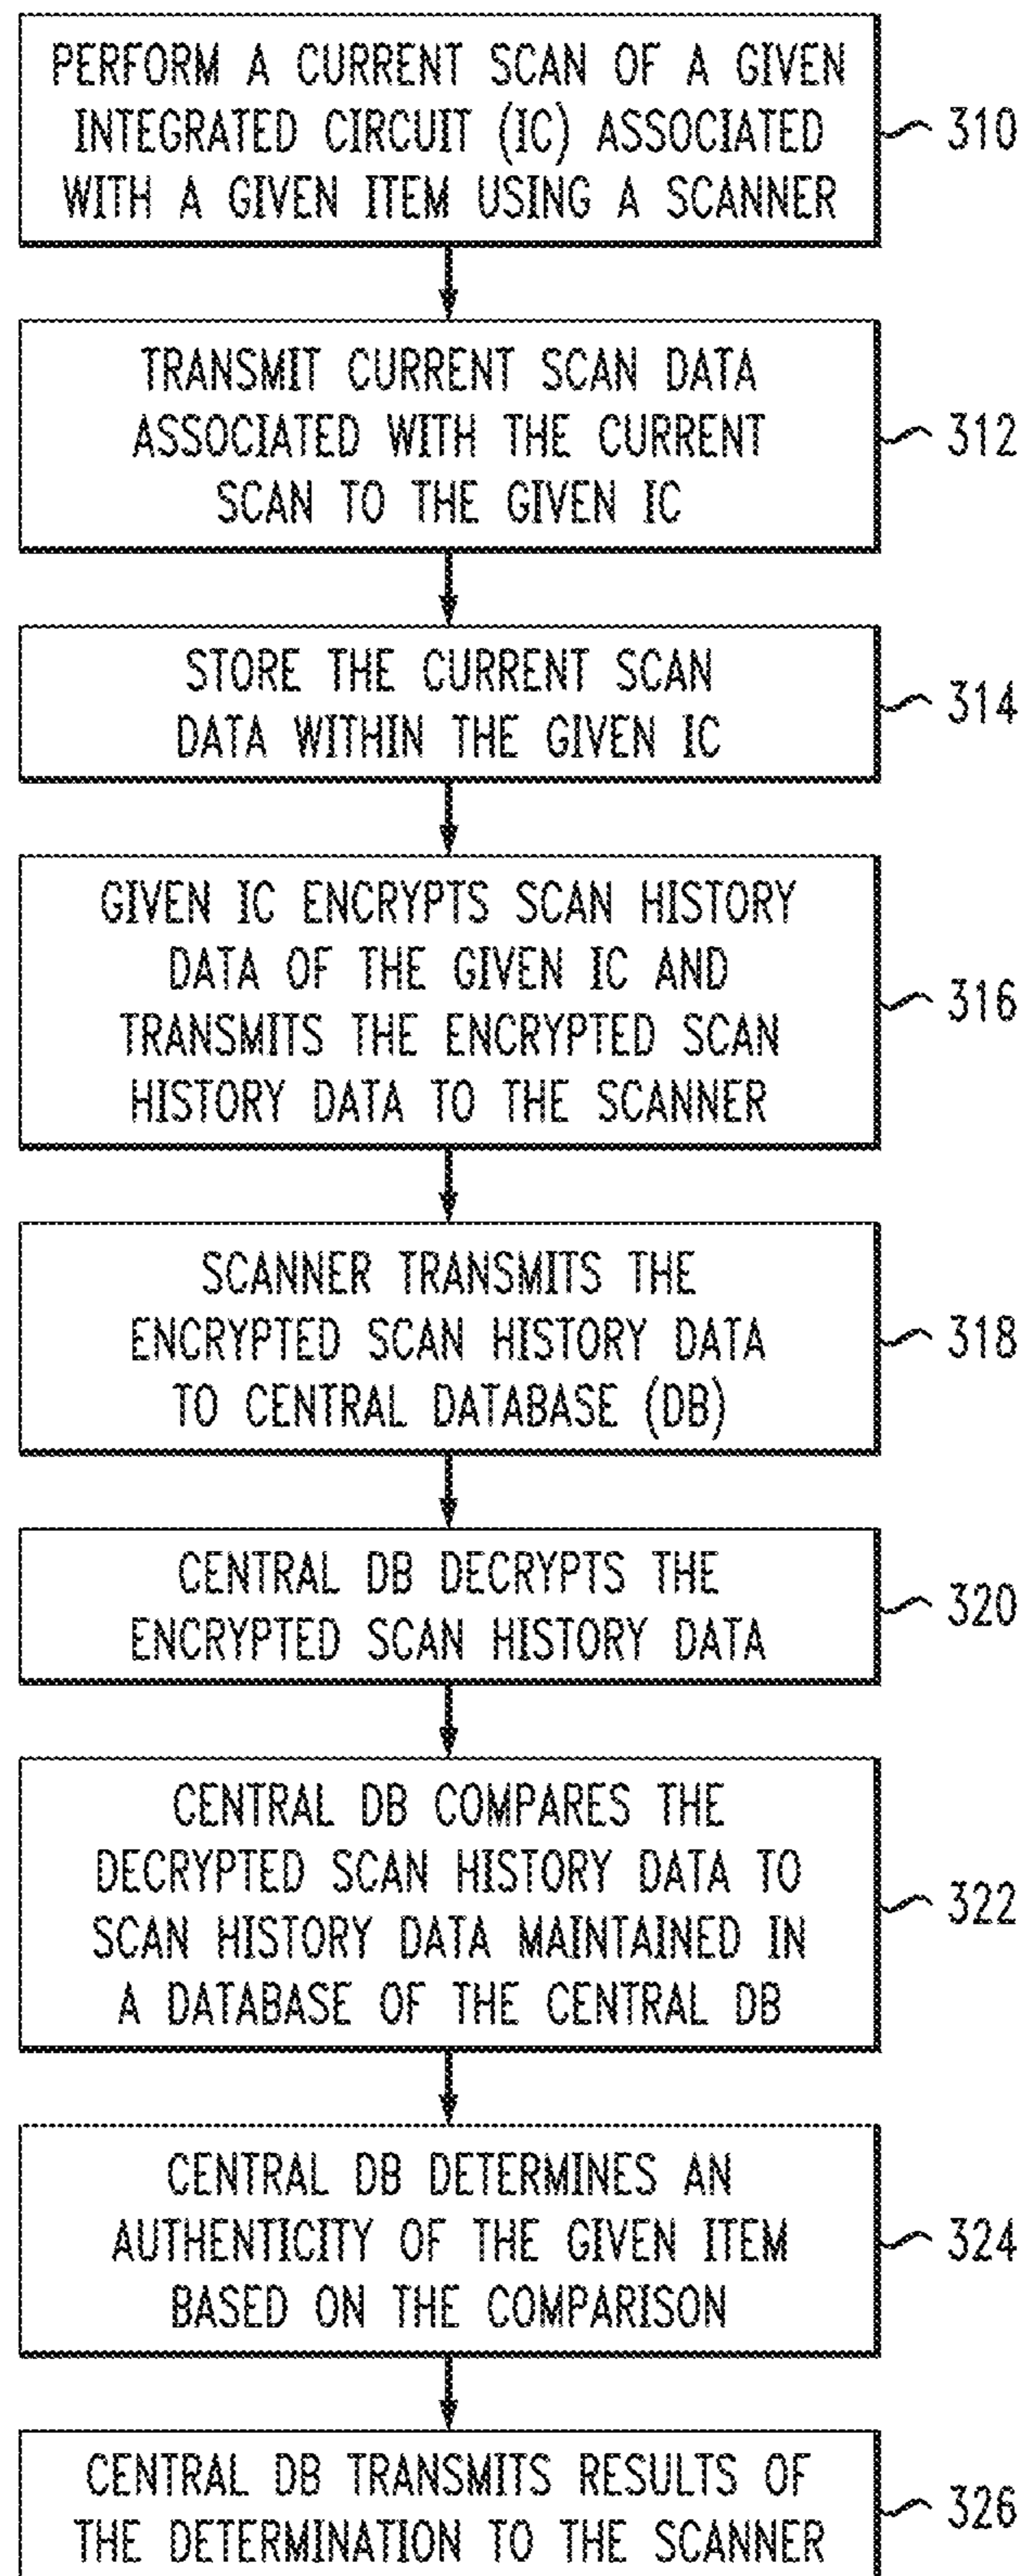 PERFORM A CURRENT SCAN OF A GIVEN
INTEGRATED CIRCUIT (IC) ASSOCIATED
WITH A GIVEN ITEM USING A SCANNER
310
TRANSMIT CURRENT SCAN DATA
ASSOCIATED WITH THE CURRENT
SCAN TO THE GIVEN IC
312
STORE THE CURRENT SCAN
DATA WITHIN THE GIVEN IC
314
GIVEN IC ENCRYPTS SCAN HISTORY
DATA OF THE GIVEN IC AND
TRANSMITS THE ENCRYPTED SCAN
HISTORY DATA TO THE SCANNER
316
SCANNER TRANSMITS THE
ENCRYPTED SCAN HISTORY DATA
TO CENTRAL DATABASE (DB)
318
CENTRAL DB DECRYPTS THE
ENCRYPTED SCAN HISTORY DATA
320
CENTRAL DB COMPARES THE
DECRYPTED SCAN HISTORY DATA TO
SCAN HISTORY DATA MAINTAINED IN
A DATABASE OF THE CENTRAL DB
322
CENTRAL DB DETERMINES AN
AUTHENTICITY OF THE GIVEN ITEM
BASED ON THE COMPARISON
324
CENTRAL DB TRANSMITS RESULTS OF
THE DETERMINATION TO THE SCANNER
326